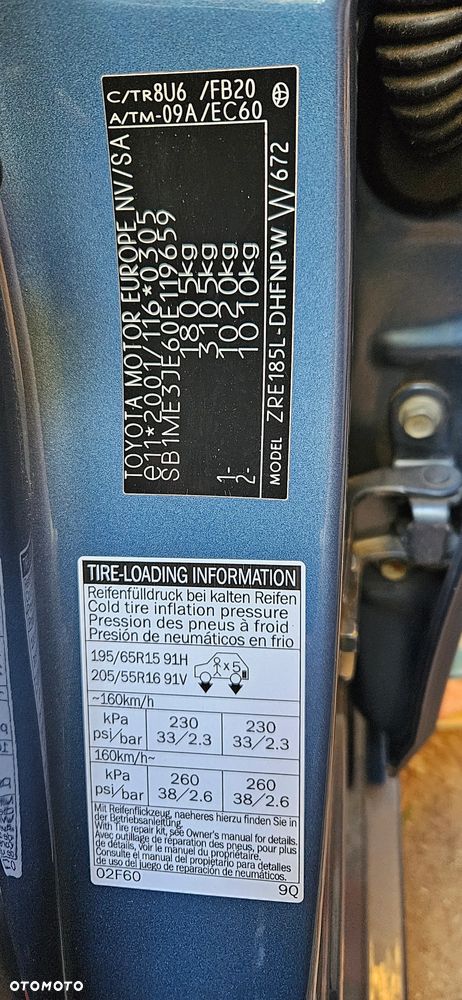 C/TR8U6 /FB20
A/TM-09A/EC60
TOYOTA MOTOR EUROPE NV/SA
e11*2001/116*0305
SB1ME3JE60E119659
1805kg
3105kg
1- 1020kg
2- 1010kg
MODEL ZRE185L-DHFNPW W672
TIRE-LOADING INFORMATION
Reifenfülldruck bei kalten Reifen
Cold tire inflation pressure
Pression des pneus à froid
Presión de neumáticos en frio
195/65R15 91H
205/55R16 91V
x 5
~160km/h
kPa 230 230
psi/bar 33/2.3 33/2.3
160km/h~
kPa 260 260
psi/bar 38/2.6 38/2.6
Mit Reifenflickzeug, naeheres hierzu finden Sie in
der Betriebsanleitung.
With Tire repair kit, see Owner's manual for details.
Avec outillage de réparation des pneus, pour plus
de détails, voir le manuel du propriétaire.
Consulte el manual del propietario para detalles
de uso del juego de reparación de neumáticos.
02F60 9Q
OTOMOTO